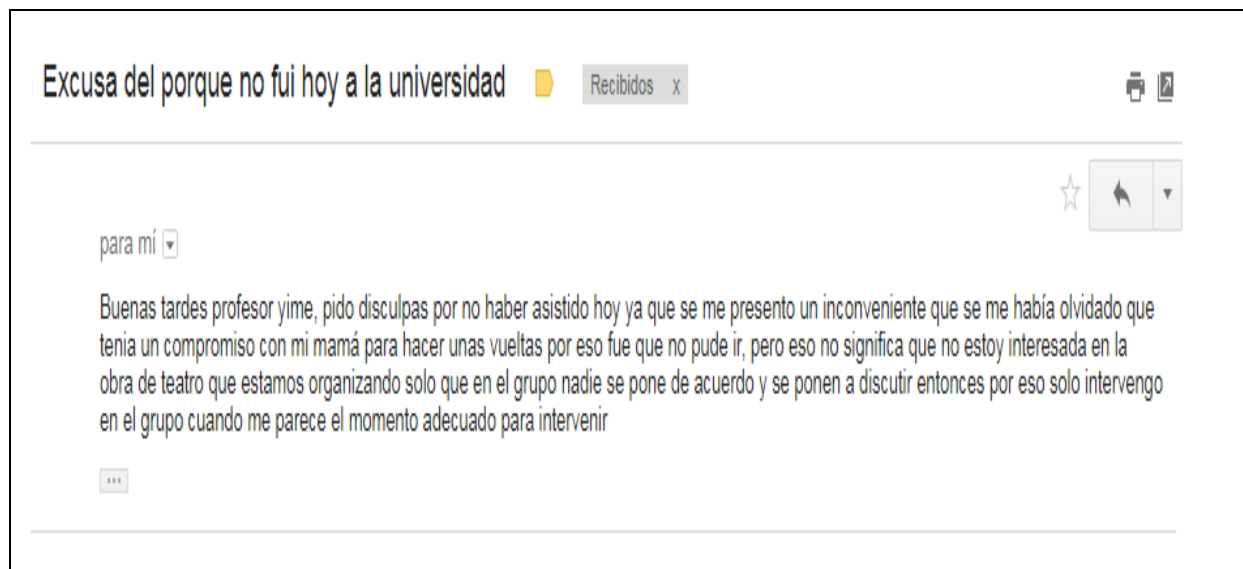 Excusa del porque no fui hoy a la universidad Recibidos x
para mí
Buenas tardes profesor yime, pido disculpas por no haber asistido hoy ya que se me presento un inconveniente que se me había olvidado que
tenia un compromiso con mi mamá para hacer unas vueltas por eso fue que no pude ir, pero eso no significa que no estoy interesada en la
obra de teatro que estamos organizando solo que en el grupo nadie se pone de acuerdo y se ponen a discutir entonces por eso solo intervengo
en el grupo cuando me parece el momento adecuado para intervenir
...